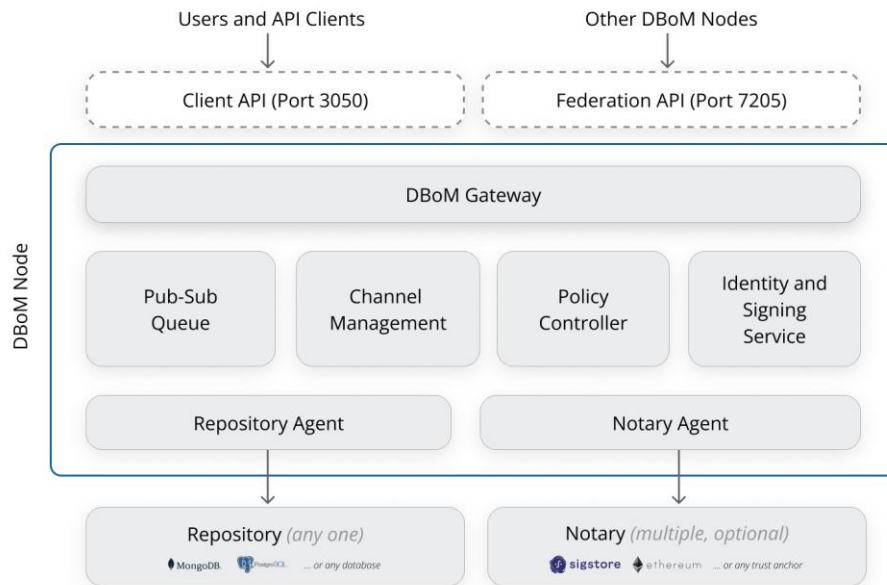 Users and API Clients
Other DBoM Nodes
Client API (Port 3050)
Federation API (Port 7205)
DBoM Node
DBoM Gateway
Pub-Sub
Queue
Channel
Management
Policy
Controller
Identity and
Signing
Service
Repository Agent
Notary Agent
Repository (any one)
MongoDB.
PostgreSQL
... or any database
Notary (multiple, optional)
sigstore
ethereum
... or any trust anchor